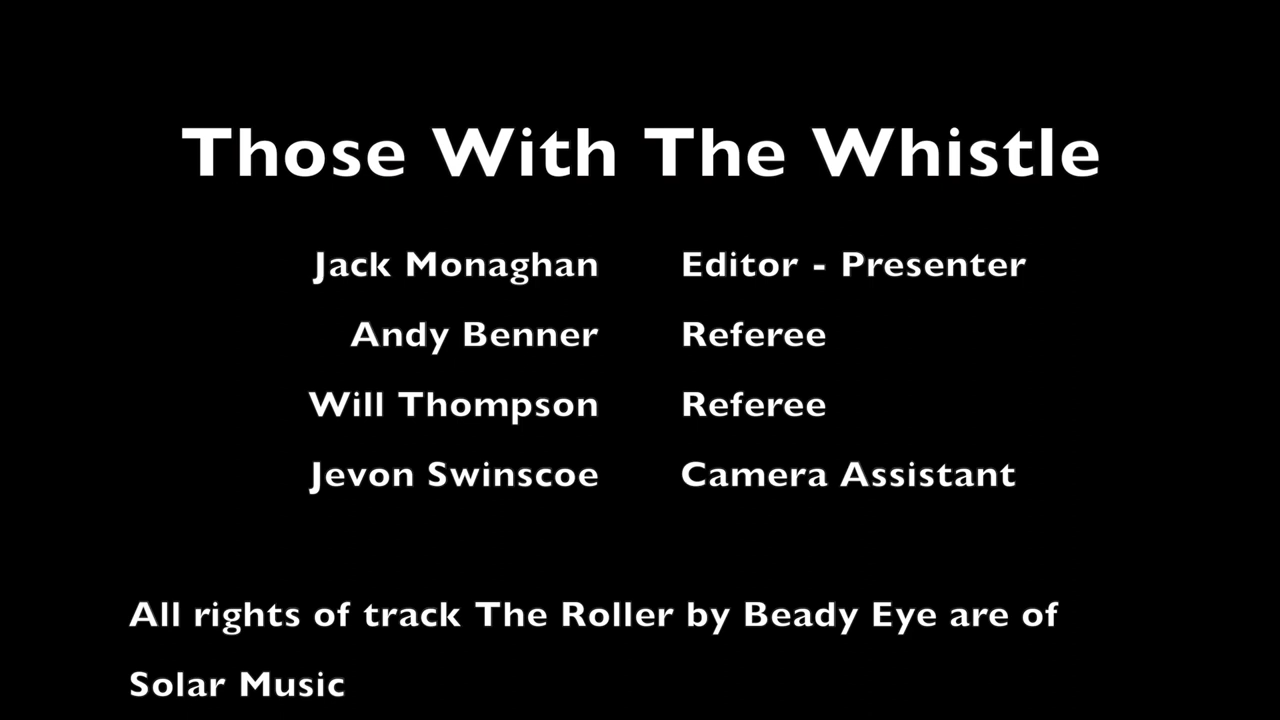 Those With The Whistle
Jack Monaghan Editor - Presenter
Andy Benner Referee
Will Thompson Referee
Jevon Swinscoe Camera Assistant
All rights of track The Roller by Beady Eye are of
Solar Music